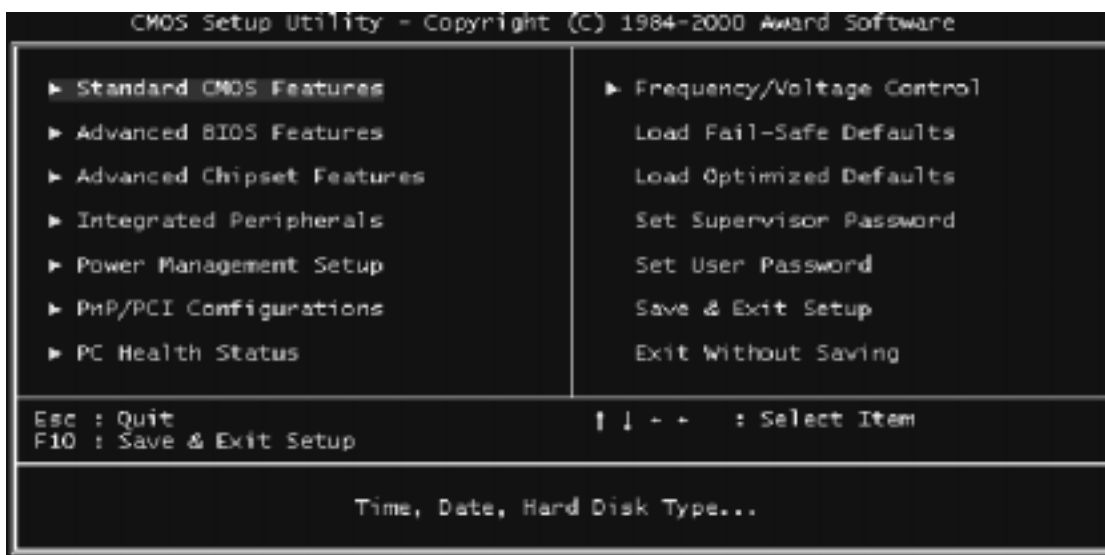 CMOS Setup Utility - Copyright (C) 1984-2000 Award Software
► Standard CMOS Features
► Advanced BIOS Features
► Advanced Chipset Features
► Integrated Peripherals
► Power Management Setup
► PnP/PCI Configurations
► PC Health Status
► Frequency/Voltage Control
Load Fail-Safe Defaults
Load Optimized Defaults
Set Supervisor Password
Set User Password
Save & Exit Setup
Exit Without Saving
Esc : Quit
F10 : Save & Exit Setup
↑ ↓ → ← : Select Item
Time, Date, Hard Disk Type...